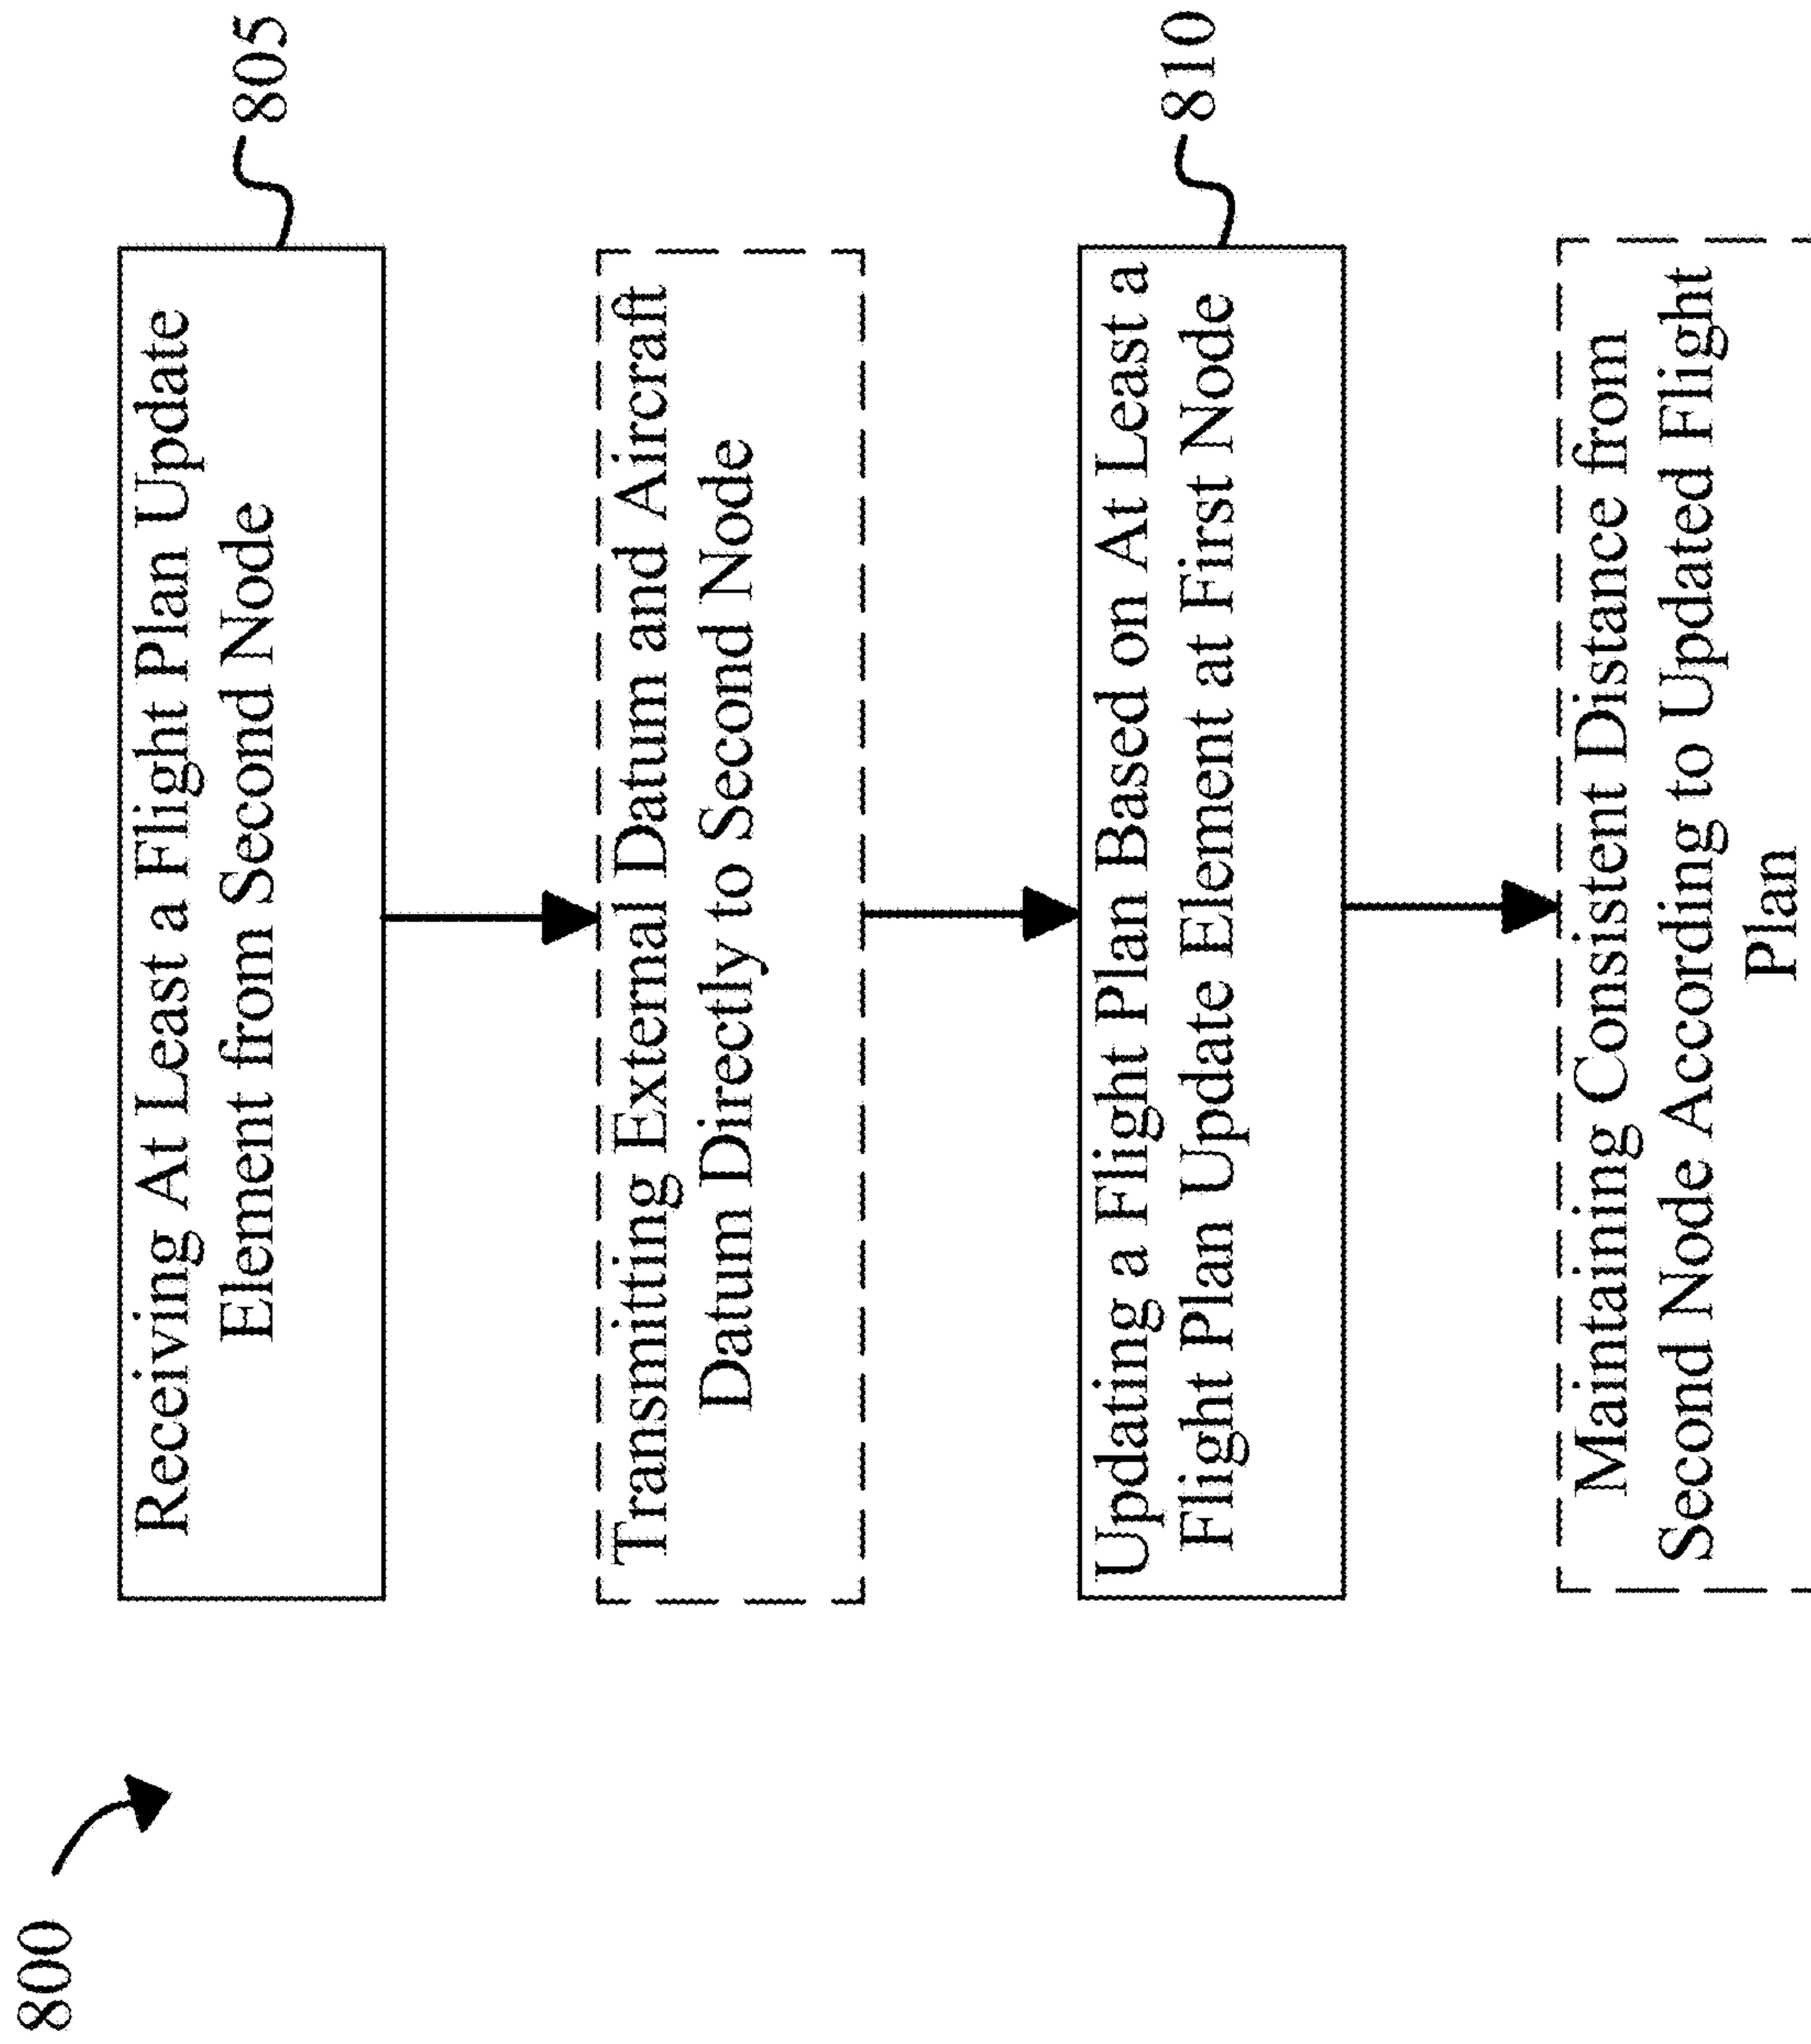 800
Receiving At Least a Flight Plan Update
Element from Second Node
805
Transmitting External Datum and Aircraft
Datum Directly to Second Node
Updating a Flight Plan Based on At Least a
Flight Plan Update Element at First Node
810
Maintaining Consistent Distance from
Second Node According to Updated Flight
Plan